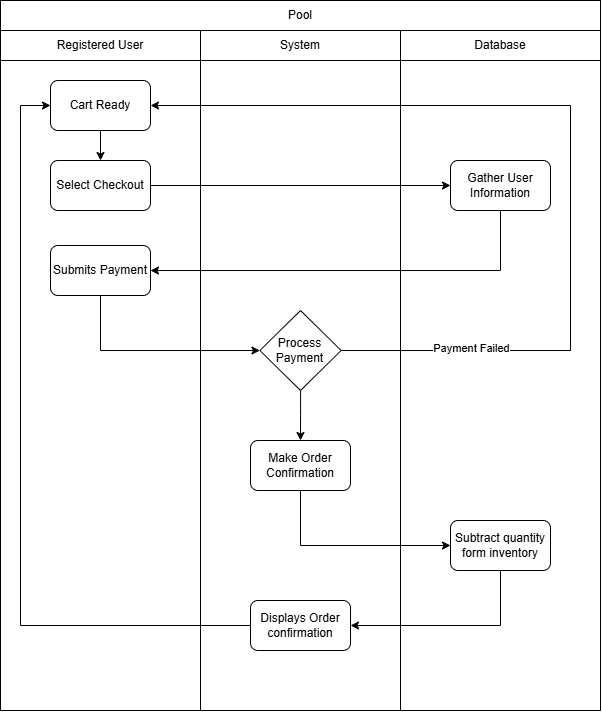 Pool
Registered User
System
Database
Cart Ready
Select Checkout
Gather User
Information
Submits Payment
Process
Payment
Payment Failed
Make Order
Confirmation
Subtract quantity
form inventory
Displays Order
confirmation